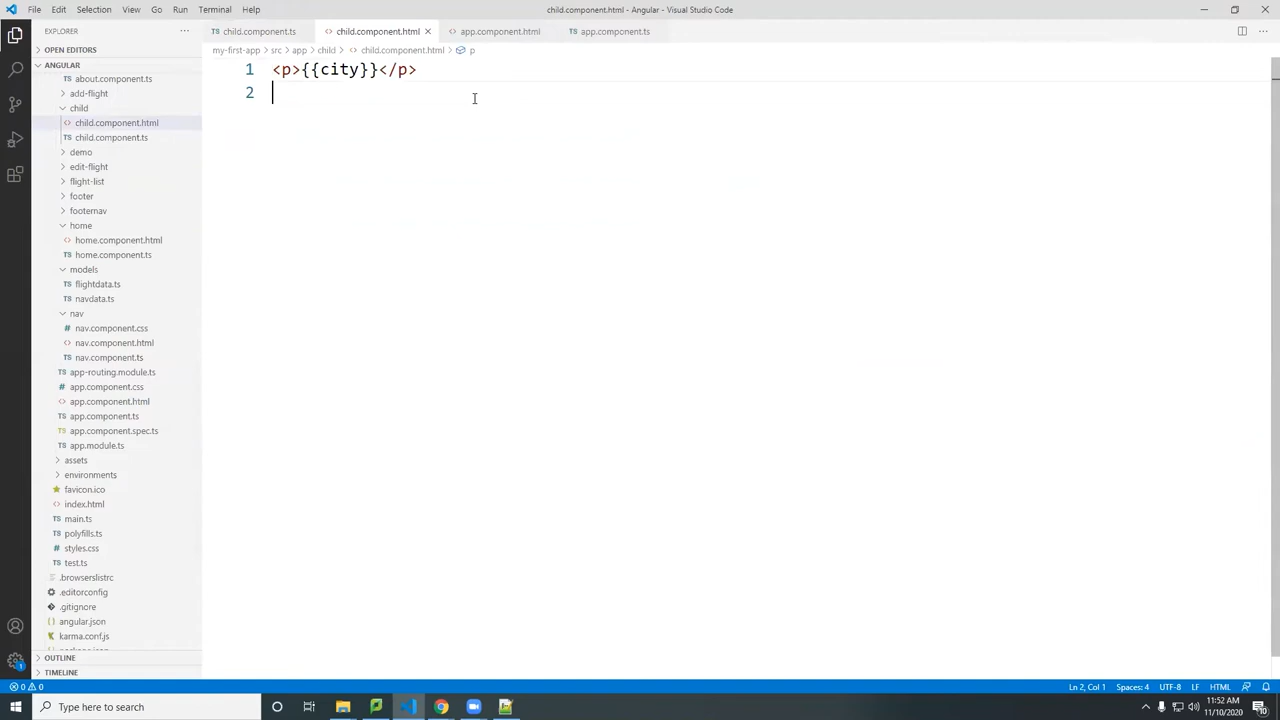 File Edit Selection View Go Run Terminal Help
child.component.html - Angular - Visual Studio Code
EXPLORER
child.component.ts
child.component.html
app.component.html
app.component.ts
OPEN EDITORS
my-first-app > src > app > child > child.component.html > p
ANGULAR
about.component.ts
add-flight
child
child.component.html
child.component.ts
demo
edit-flight
flight-list
footer
footernav
home
home.component.html
home.component.ts
models
flightdata.ts
navdata.ts
nav
nav.component.css
nav.component.html
nav.component.ts
app-routing.module.ts
app.component.css
app.component.html
app.component.ts
app.component.spec.ts
app.module.ts
assets
environments
favicon.ico
index.html
main.ts
polyfills.ts
styles.css
test.ts
.browserslistrc
.editorconfig
.gitignore
angular.json
karma.conf.js
OUTLINE
TIMELINE
1 <p>{{city}}</p>
2
0 0
Ln 2, Col 1 Spaces: 4 UTF-8 LF HTML
Type here to search
11:52 AM
11/10/2020